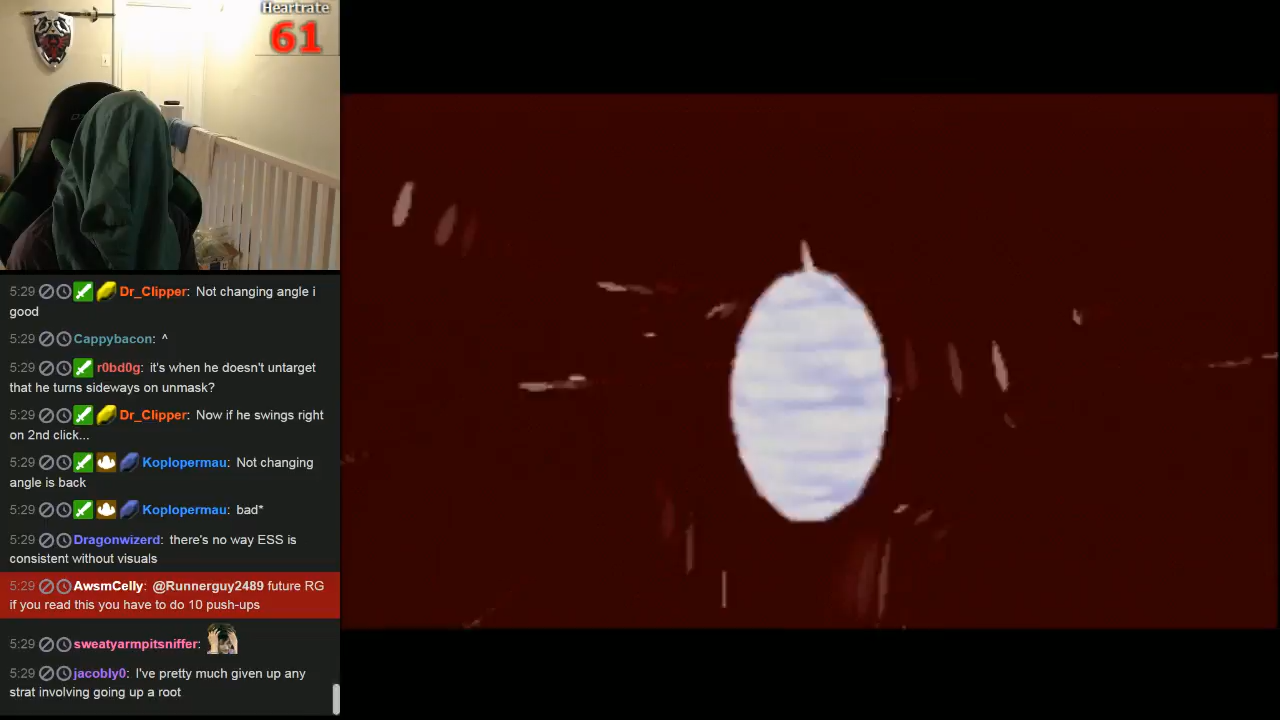 Heartrate
61
5:29 Dr_Clipper: Not changing angle i
good
5:29 Cappybacon: ^
5:29 r0bd0g: it's when he doesn't untarget
that he turns sideways on unmask?
5:29 Dr_Clipper: Now if he swings right
on 2nd click...
5:29 Koplopermau: Not changing
angle is back
5:29 Koplopermau: bad*
5:29 Dragonwizerd: there's no way ESS is
consistent without visuals
5:29 AwsmCelly: @Runnerguy2489 future RG
if you read this you have to do 10 push-ups
5:29 sweatyarmpitsniffer:
5:29 jacobly0: I've pretty much given up any
strat involving going up a root